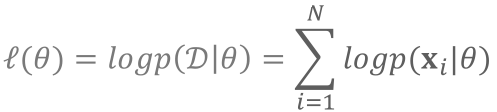 ℓ(θ) = logp(𝒟|θ) = ∑_{i=1}^{N} logp(𝐱_i|θ)